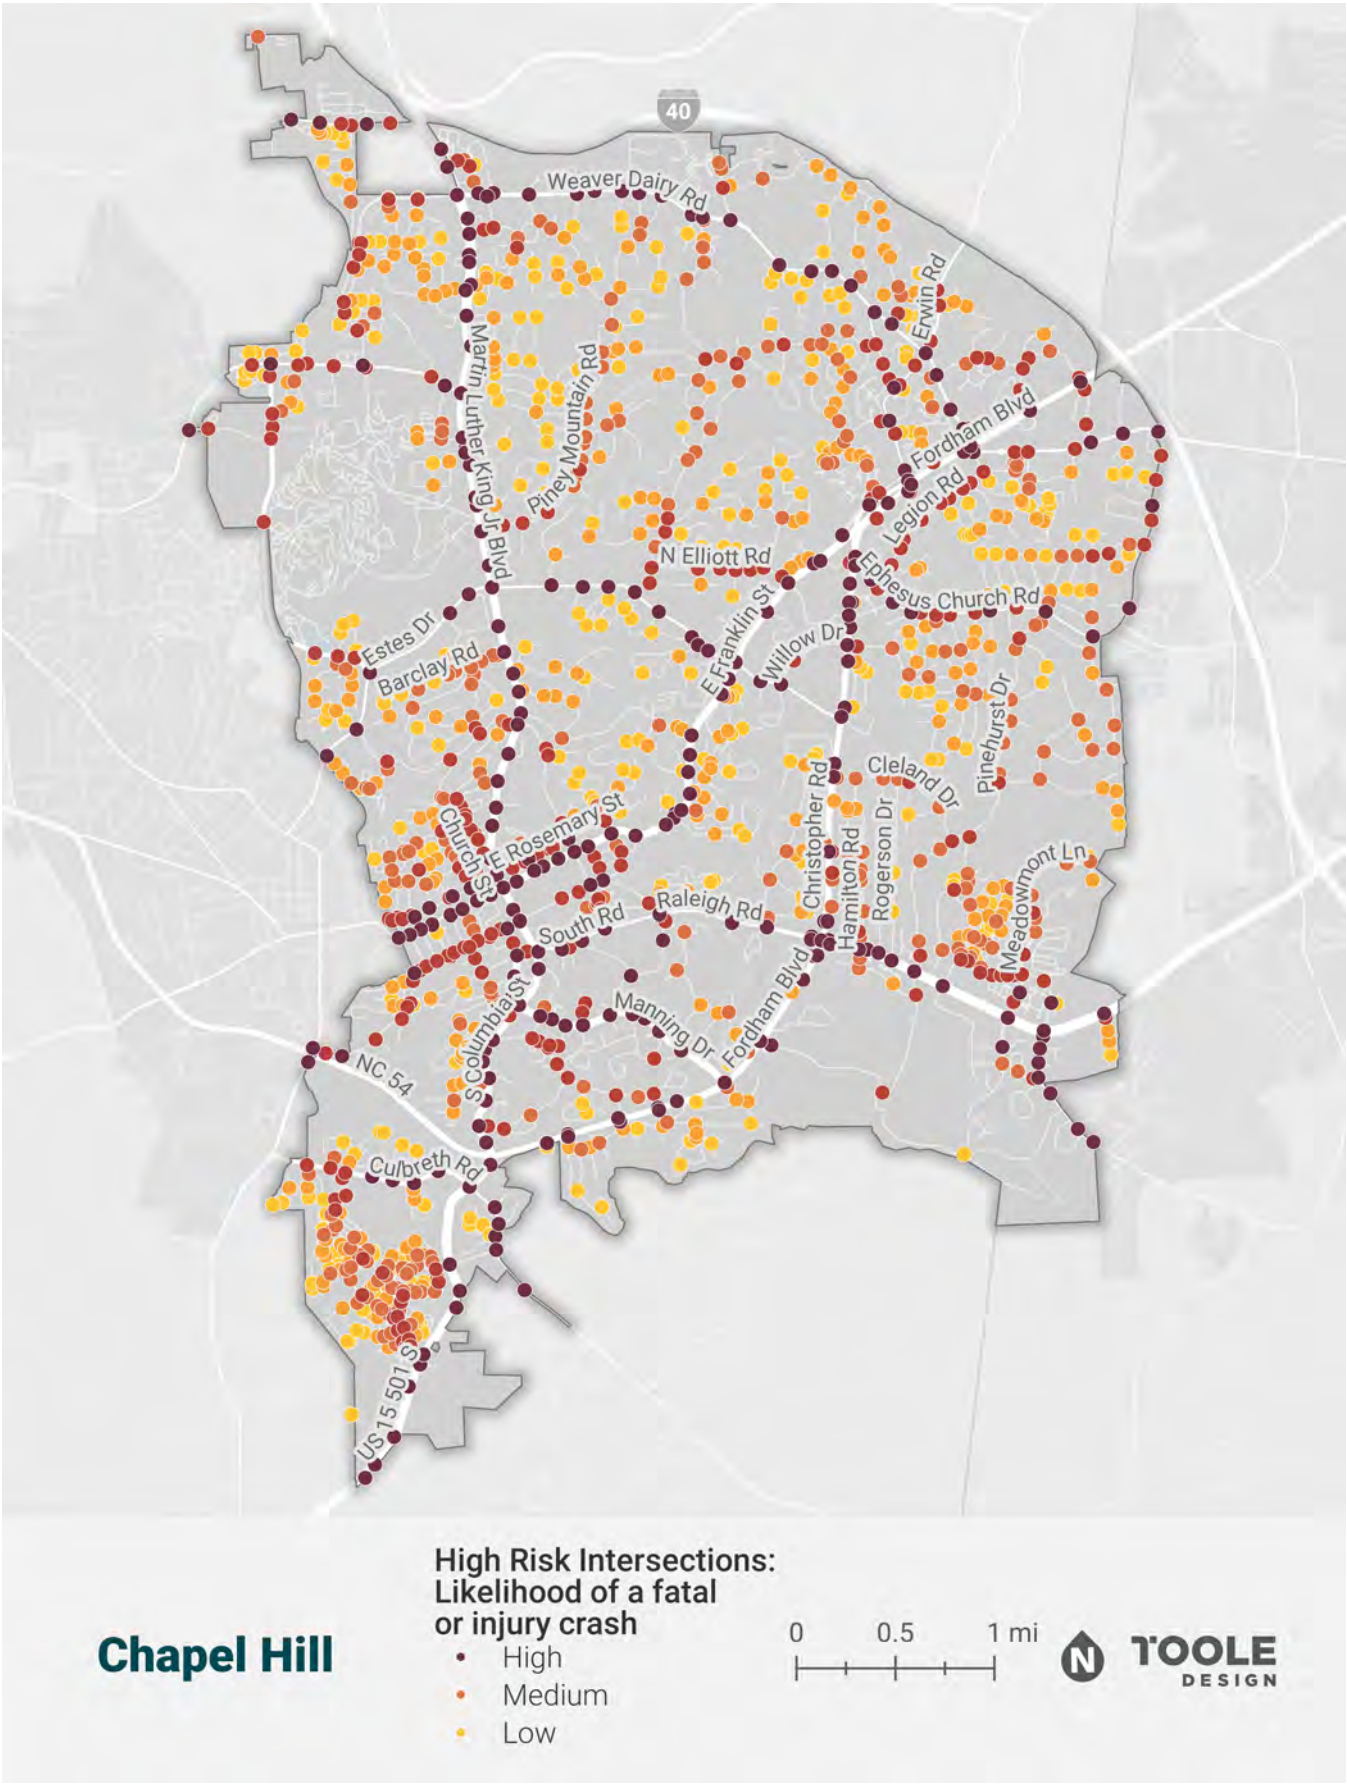 40
Weaver Dairy Rd
Erwin Rd
Martin Luther King Jr Blvd
Piney Mountain Rd
Fordham Blvd
Legion Rd
N Elliott Rd
Ephesus Church Rd
E Franklin St
Willow Dr
Estes Dr
Barclay Rd
Pinehurst Dr
Cleland Dr
Christopher Rd
Hamilton Rd
Rogerson Dr
Church St
E Rosemary St
Meadowmont Ln
Raleigh Rd
South Rd
S Columbia St
Manning Dr
Fordham Blvd
NC 54
Culbreth Rd
US 15 501 S
High Risk Intersections:
Likelihood of a fatal
or injury crash
High
Medium
Low
Chapel Hill
0 0.5 1 mi
N
TOOLE
DESIGN